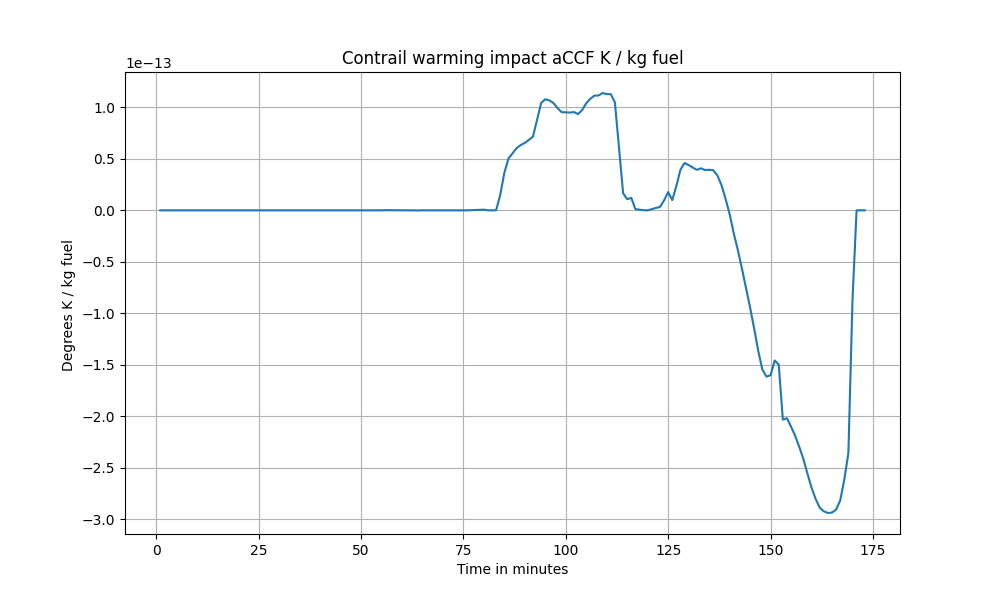 Contrail warming impact aCCF K / kg fuel
1e−13
1.0
0.5
0.0
−0.5
−1.0
−1.5
−2.0
−2.5
−3.0
Degrees K / kg fuel
0 25 50 75 100 125 150 175
Time in minutes